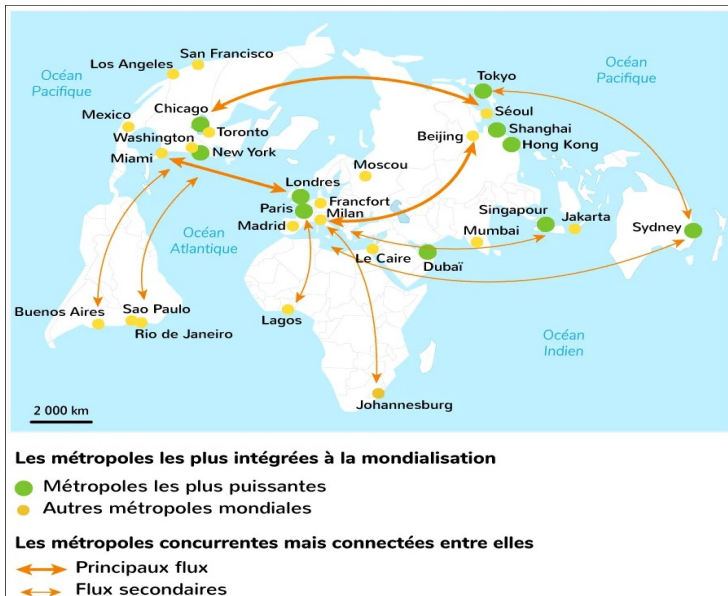 San Francisco
Los Angeles
Océan
Pacifique
Tokyo
Océan
Pacifique
Chicago
Mexico
Séoul
Washington
Toronto
Beijing
Shanghai
Miami
New York
Hong Kong
Moscou
Londres
Francfort
Paris
Milan
Océan
Atlantique
Madrid
Singapour
Jakarta
Mumbai
Sydney
Le Caire
Dubaï
Buenos Aires
Sao Paulo
Rio de Janeiro
Lagos
Océan
Indien
Johannesburg
2 000 km
Les métropoles les plus intégrées à la mondialisation
Métropoles les plus puissantes
Autres métropoles mondiales
Les métropoles concurrentes mais connectées entre elles
Principaux flux
Flux secondaires